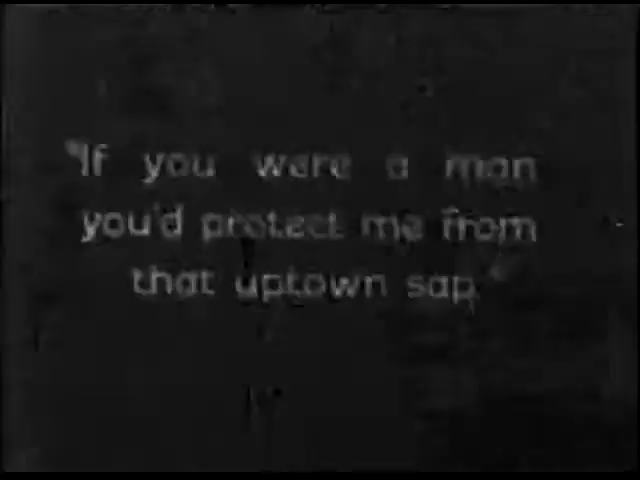 "If you were a man
you'd protect me from
that uptown sap."